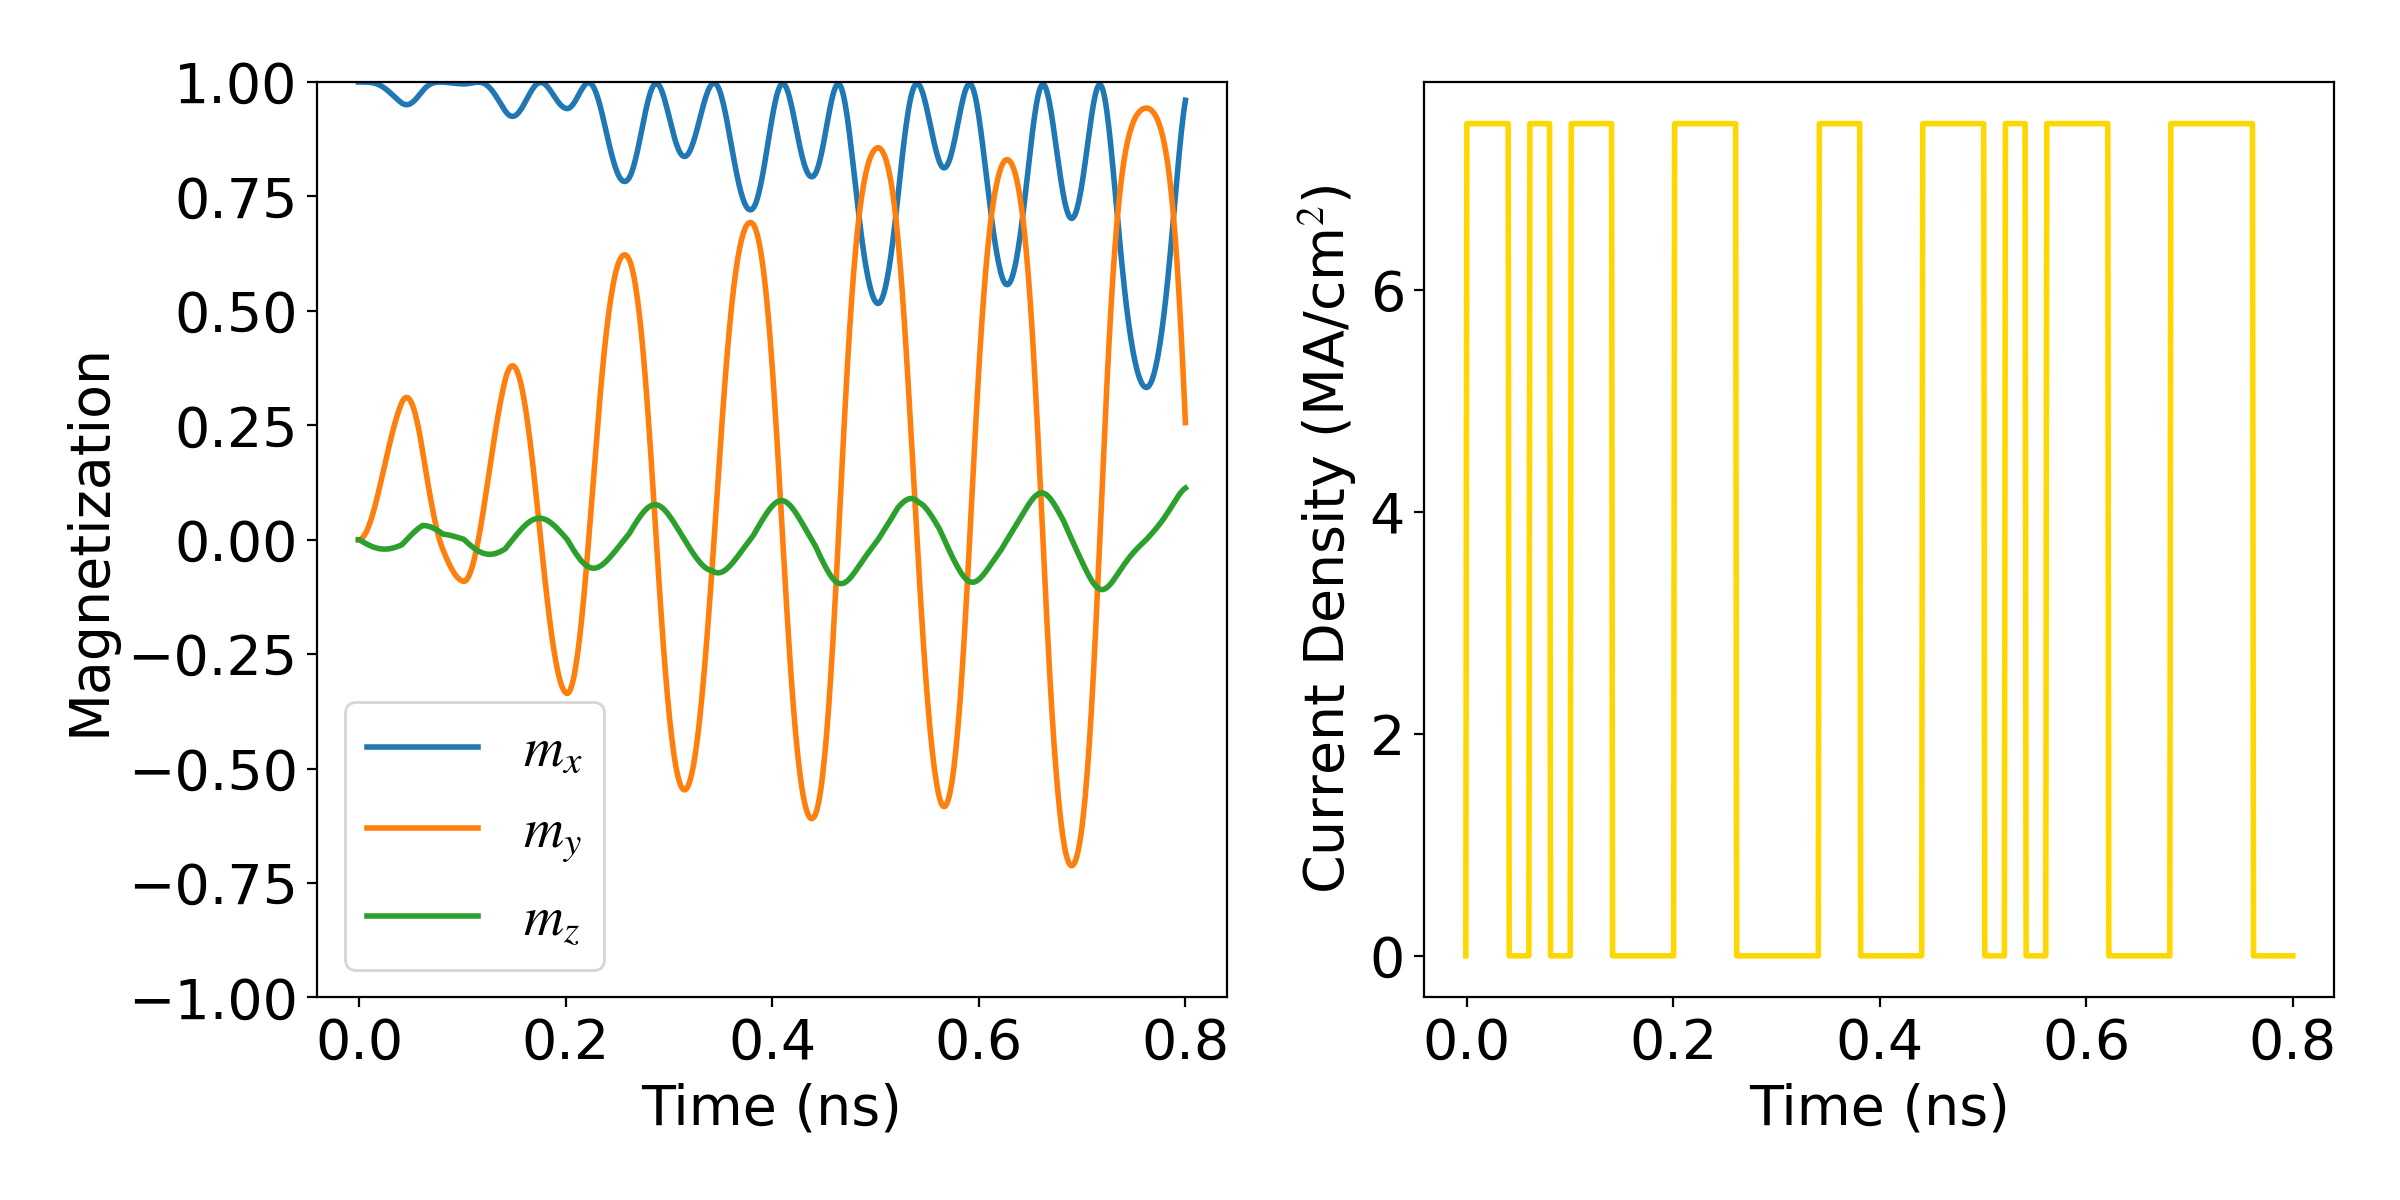 1.00
0.75
0.50
0.25
0.00
−0.25
−0.50
−0.75
−1.00
Magnetization
m_x
m_y
m_z
0.0 0.2 0.4 0.6 0.8
Time (ns)
6
4
2
0
Current Density (MA/cm²)
0.0 0.2 0.4 0.6 0.8
Time (ns)